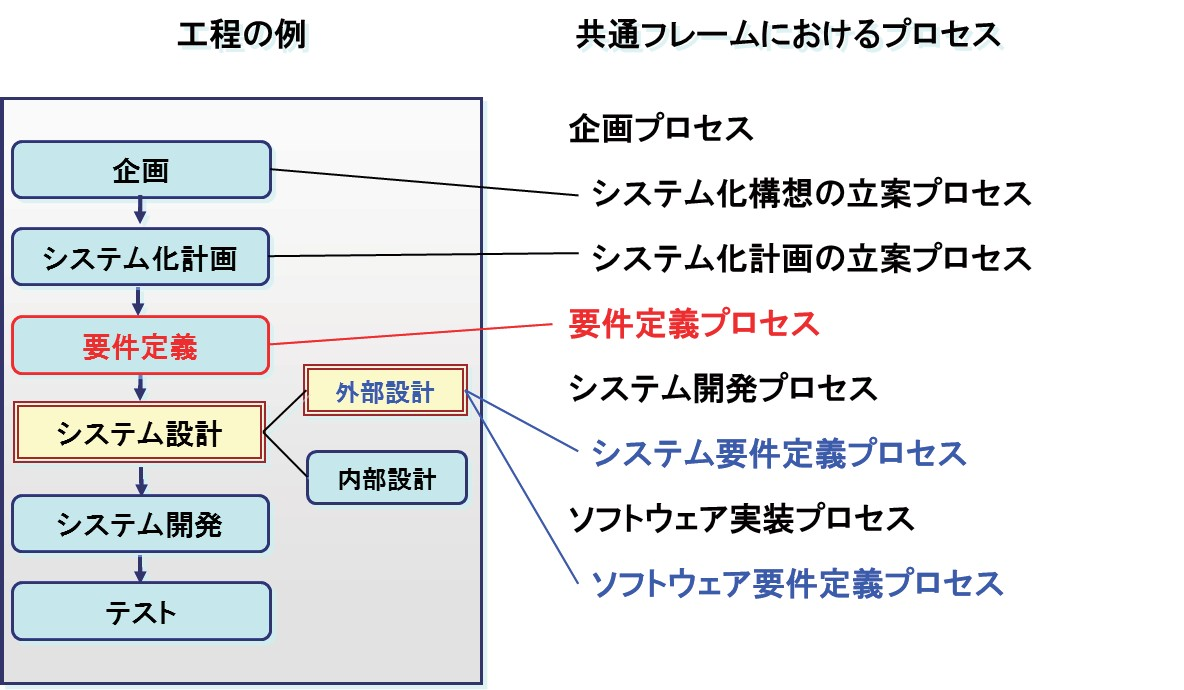 工程の例
共通フレームにおけるプロセス
企画
システム化計画
要件定義
システム設計
外部設計
内部設計
システム開発
テスト
企画プロセス
システム化構想の立案プロセス
システム化計画の立案プロセス
要件定義プロセス
システム開発プロセス
システム要件定義プロセス
ソフトウェア実装プロセス
ソフトウェア要件定義プロセス